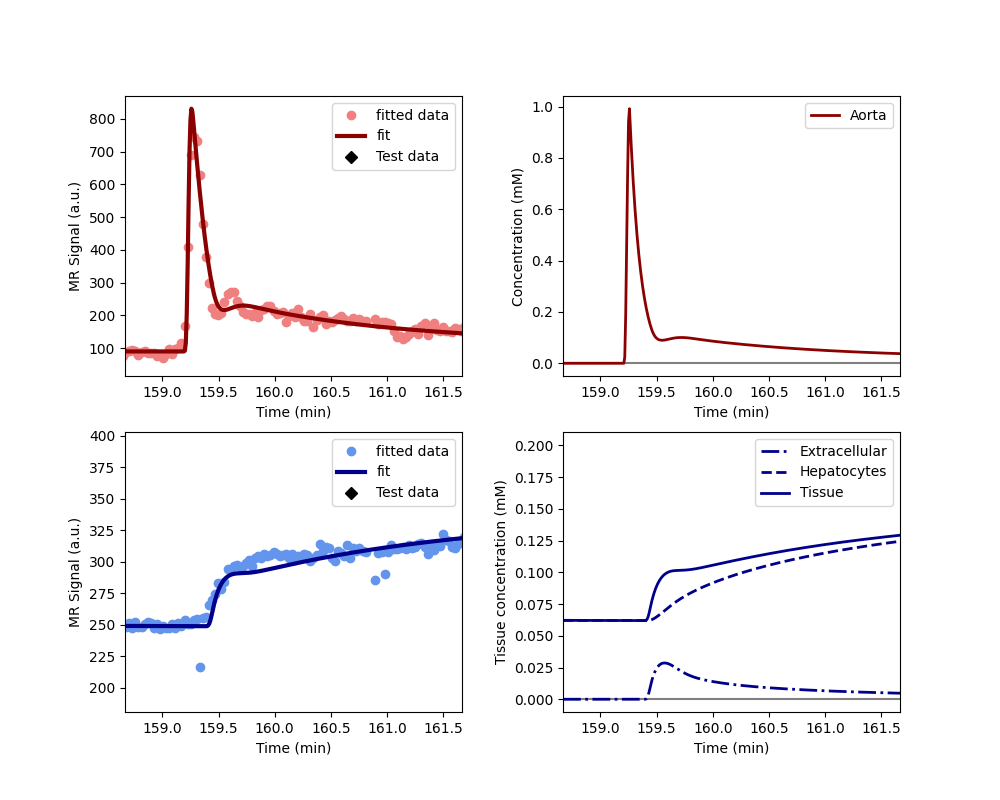 MR Signal (a.u.)
800
700
600
500
400
300
200
100
fitted data
fit
Test data
159.0 159.5 160.0 160.5 161.0 161.5
Time (min)
Concentration (mM)
1.0
0.8
0.6
0.4
0.2
0.0
Aorta
159.0 159.5 160.0 160.5 161.0 161.5
Time (min)
MR Signal (a.u.)
400
375
350
325
300
275
250
225
200
fitted data
fit
Test data
159.0 159.5 160.0 160.5 161.0 161.5
Time (min)
Tissue concentration (mM)
0.200
0.175
0.150
0.125
0.100
0.075
0.050
0.025
0.000
Extracellular
Hepatocytes
Tissue
159.0 159.5 160.0 160.5 161.0 161.5
Time (min)